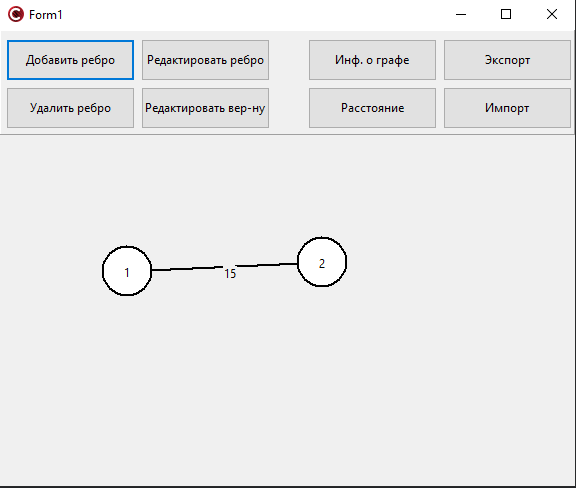 Form1
Добавить ребро
Редактировать ребро
Инф. о графе
Экспорт
Удалить ребро
Редактировать вер-ну
Расстояние
Импорт
1
15
2